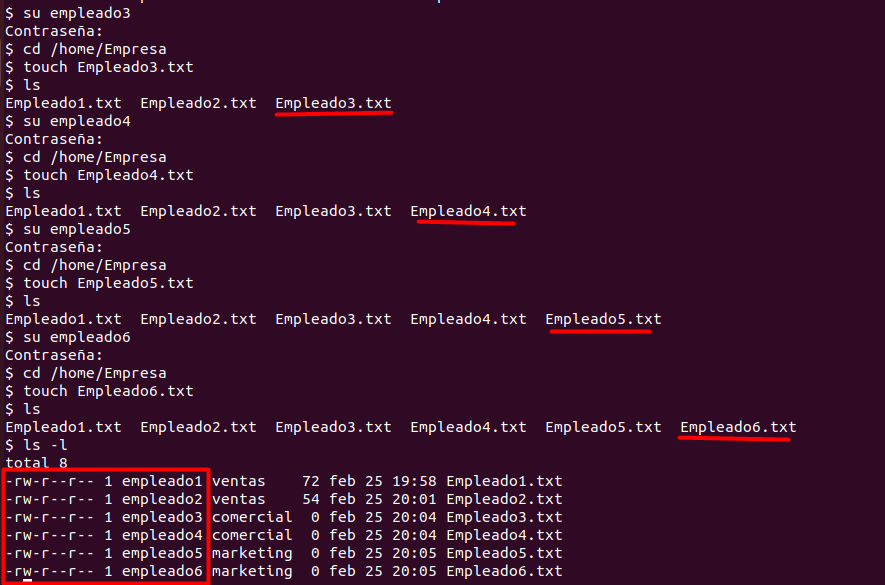 $ su empleado3
Contraseña:
$ cd /home/Empresa
$ touch Empleado3.txt
$ ls
Empleado1.txt  Empleado2.txt  Empleado3.txt
$ su empleado4
Contraseña:
$ cd /home/Empresa
$ touch Empleado4.txt
$ ls
Empleado1.txt  Empleado2.txt  Empleado3.txt  Empleado4.txt
$ su empleado5
Contraseña:
$ cd /home/Empresa
$ touch Empleado5.txt
$ ls
Empleado1.txt  Empleado2.txt  Empleado3.txt  Empleado4.txt  Empleado5.txt
$ su empleado6
Contraseña:
$ cd /home/Empresa
$ touch Empleado6.txt
$ ls
Empleado1.txt  Empleado2.txt  Empleado3.txt  Empleado4.txt  Empleado5.txt  Empleado6.txt
$ ls -l
total 8
-rw-r--r-- 1 empleado1 ventas    72 feb 25 19:58 Empleado1.txt
-rw-r--r-- 1 empleado2 ventas    54 feb 25 20:01 Empleado2.txt
-rw-r--r-- 1 empleado3 comercial  0 feb 25 20:04 Empleado3.txt
-rw-r--r-- 1 empleado4 comercial  0 feb 25 20:04 Empleado4.txt
-rw-r--r-- 1 empleado5 marketing  0 feb 25 20:05 Empleado5.txt
-rw-r--r-- 1 empleado6 marketing  0 feb 25 20:05 Empleado6.txt